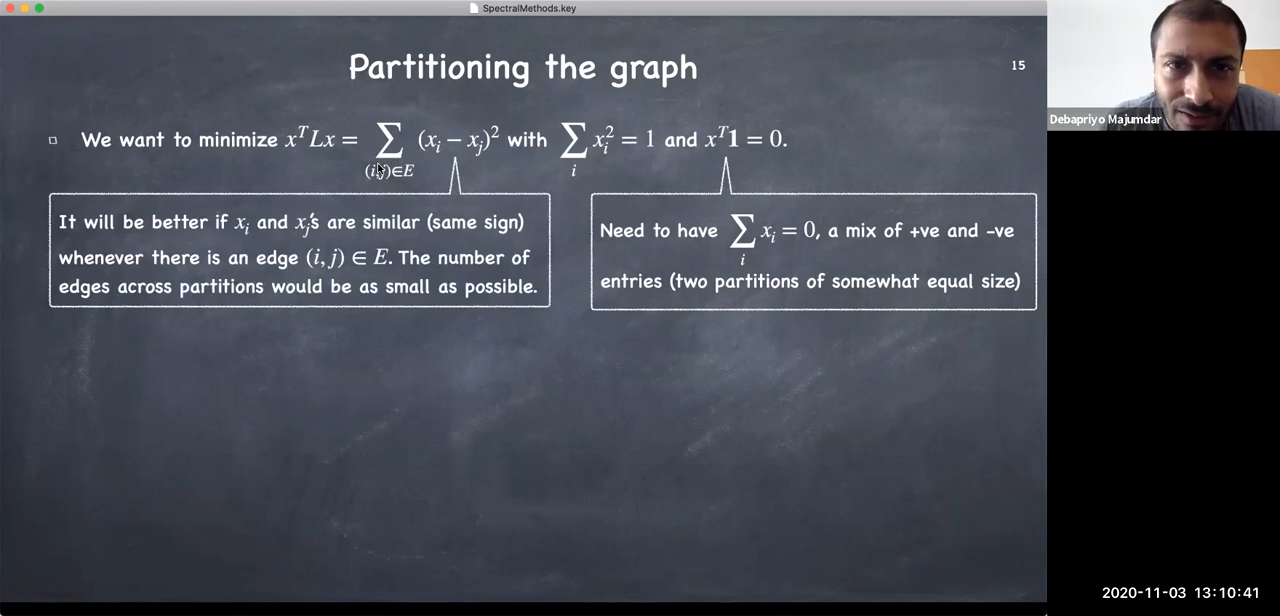 SpectralMethods.key
Partitioning the graph
15
We want to minimize x^T Lx = ∑_{(i,j)∈E} (x_i − x_j)^2 with ∑_i x_i^2 = 1 and x^T 1 = 0.
It will be better if x_i and x_j's are similar (same sign)
whenever there is an edge (i, j) ∈ E. The number of
edges across partitions would be as small as possible.
Need to have ∑_i x_i = 0, a mix of +ve and -ve
entries (two partitions of somewhat equal size)
Debapriyo Majumdar
2020-11-03 13:10:41